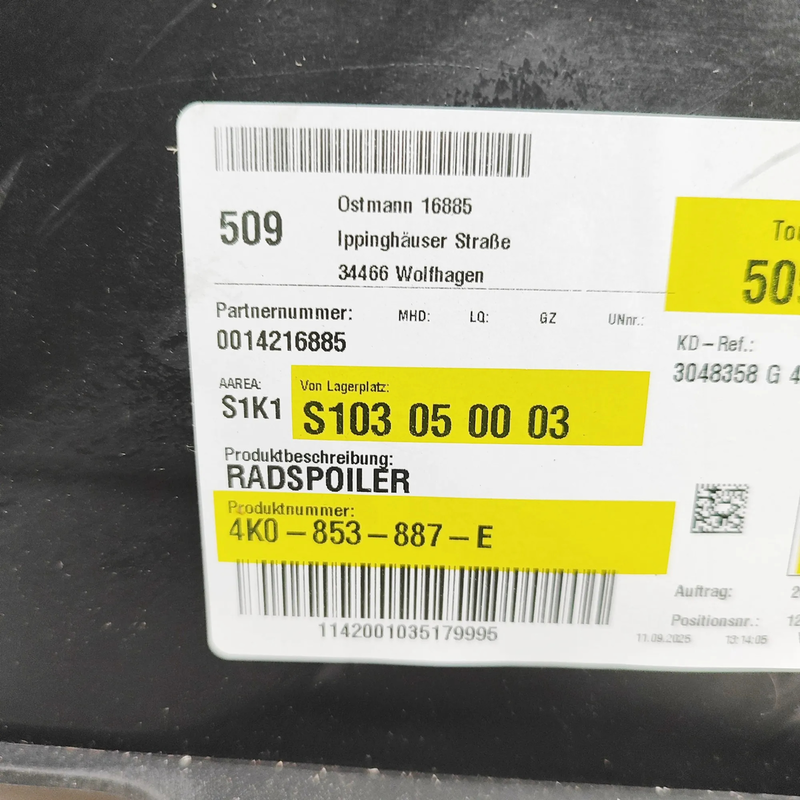 509
Ostmann 16885
Ippinghäuser Straße
34466 Wolfhagen
Partnernummer:
0014216885
MHD:
LQ:
GZ
UNnr.:
KD-Ref.:
3048358 G 4
AAREA:
S1K1
Von Lagerplatz:
S103 05 00 03
Produktbeschreibung:
RADSPOILER
Produktnummer:
4K0-853-887-E
1142001035179995
Auftrag:
Positionsnr.:
11.09.2025 13:14:05